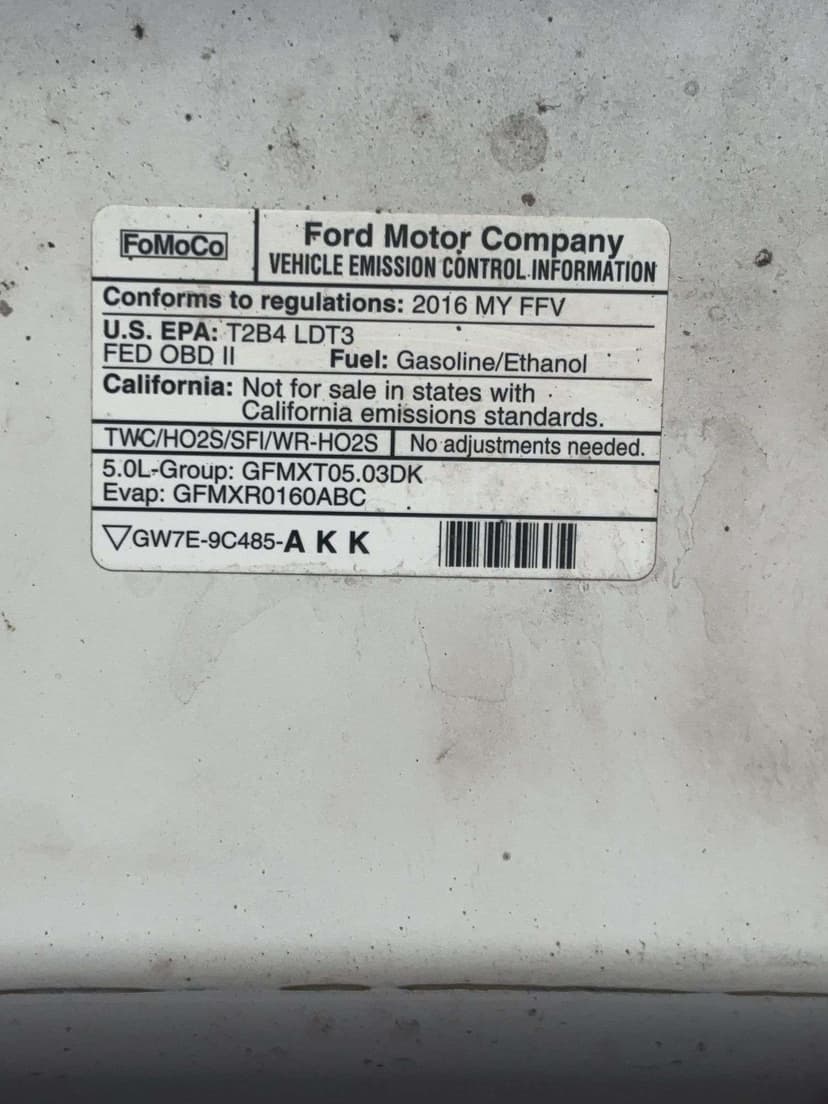 FoMoCo
Ford Motor Company
VEHICLE EMISSION CONTROL INFORMATION
Conforms to regulations: 2016 MY FFV
U.S. EPA: T2B4 LDT3
FED OBD II Fuel: Gasoline/Ethanol
California: Not for sale in states with
California emissions standards.
TWC/HO2S/SFI/WR-HO2S No adjustments needed.
5.0L-Group: GFMXT05.03DK
Evap: GFMXR0160ABC
GW7E-9C485-A K K